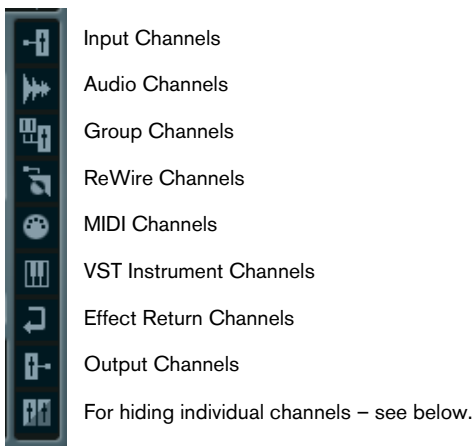 Input Channels
Audio Channels
Group Channels
ReWire Channels
MIDI Channels
VST Instrument Channels
Effect Return Channels
Output Channels
For hiding individual channels – see below.